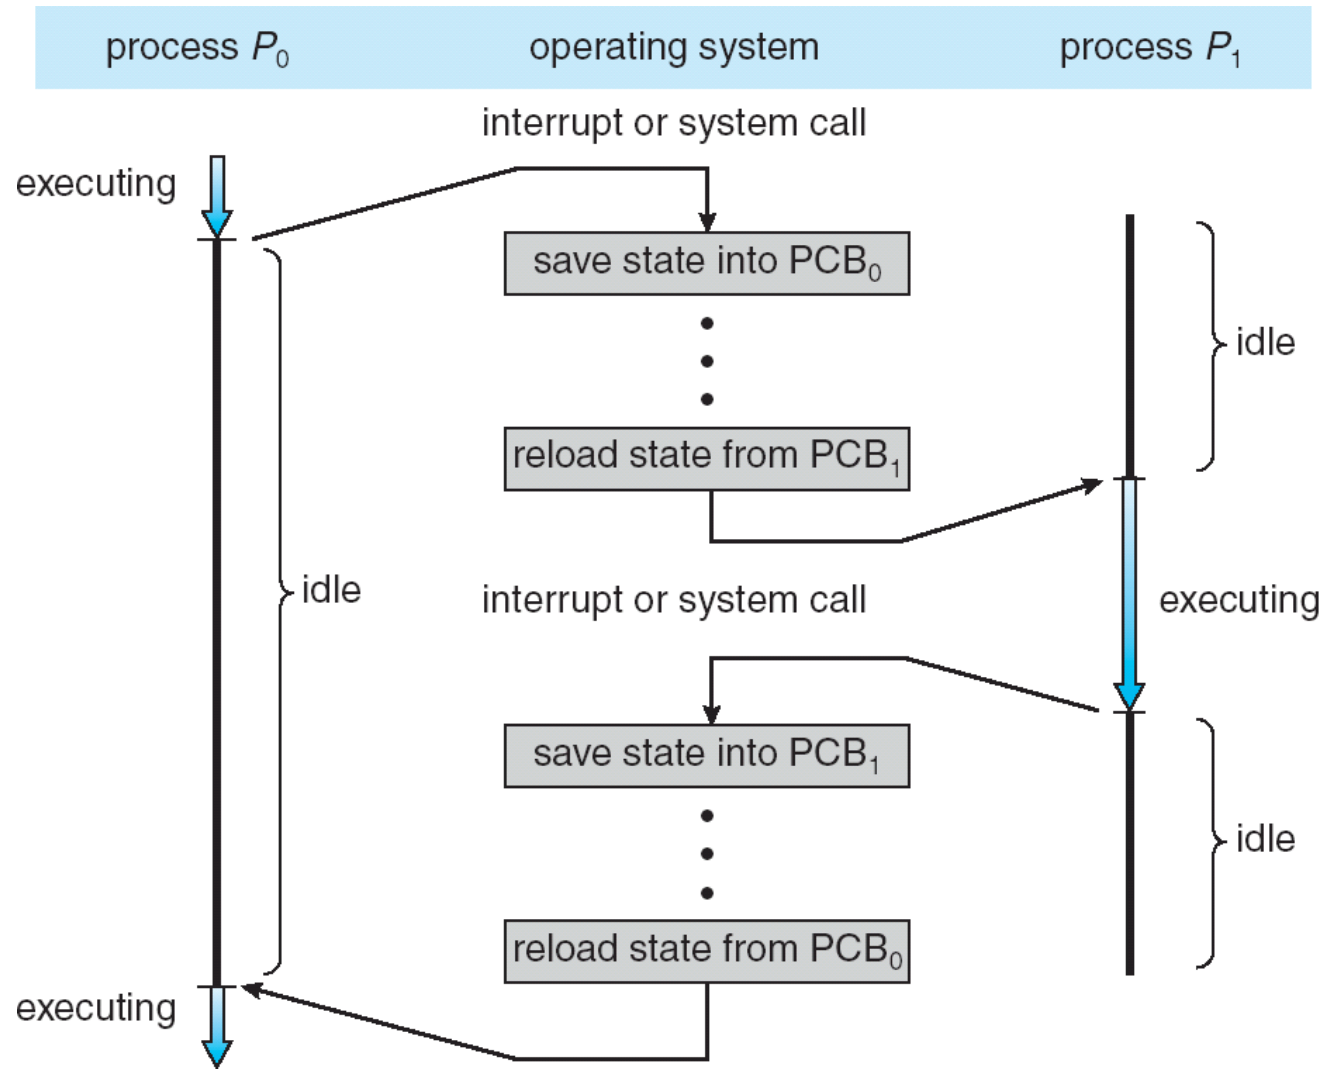 process P₀ operating system process P₁
interrupt or system call
executing
save state into PCB₀
idle
reload state from PCB₁
idle
interrupt or system call
executing
save state into PCB₁
idle
reload state from PCB₀
executing